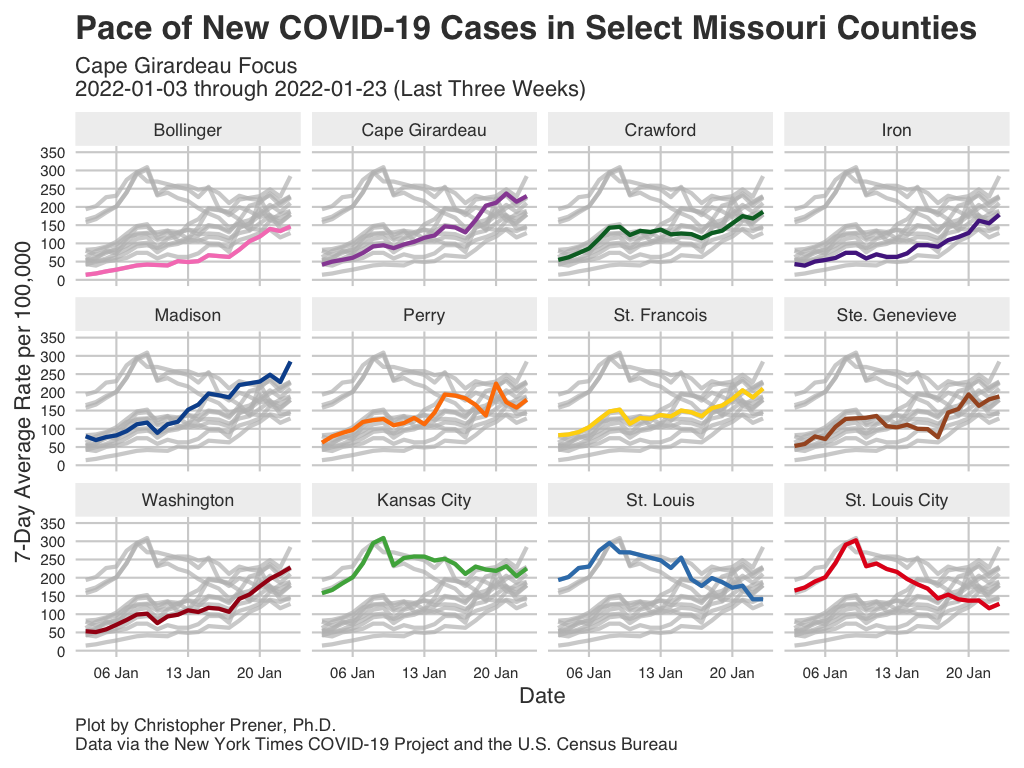 Pace of New COVID-19 Cases in Select Missouri Counties
Cape Girardeau Focus
2022-01-03 through 2022-01-23 (Last Three Weeks)
Bollinger
Cape Girardeau
Crawford
Iron
350
300
250
200
150
100
50
0
Madison
Perry
St. Francois
Ste. Genevieve
350
300
250
200
150
100
50
0
Washington
Kansas City
St. Louis
St. Louis City
350
300
250
200
150
100
50
0
7-Day Average Rate per 100,000
06 Jan 13 Jan 20 Jan
06 Jan 13 Jan 20 Jan
06 Jan 13 Jan 20 Jan
06 Jan 13 Jan 20 Jan
Date
Plot by Christopher Prener, Ph.D.
Data via the New York Times COVID-19 Project and the U.S. Census Bureau